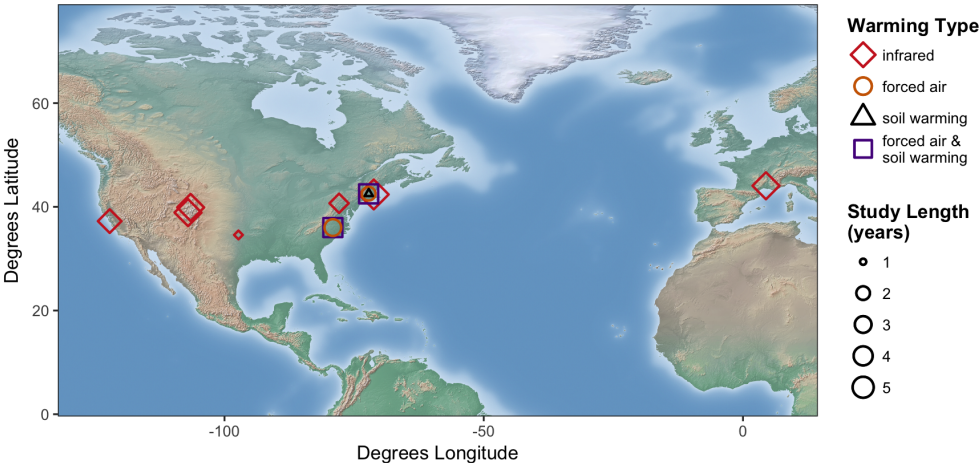 Warming Type
infrared
forced air
soil warming
forced air &
soil warming
Study Length
(years)
1
2
3
4
5
Degrees Latitude
60
40
20
0
-100
-50
0
Degrees Longitude